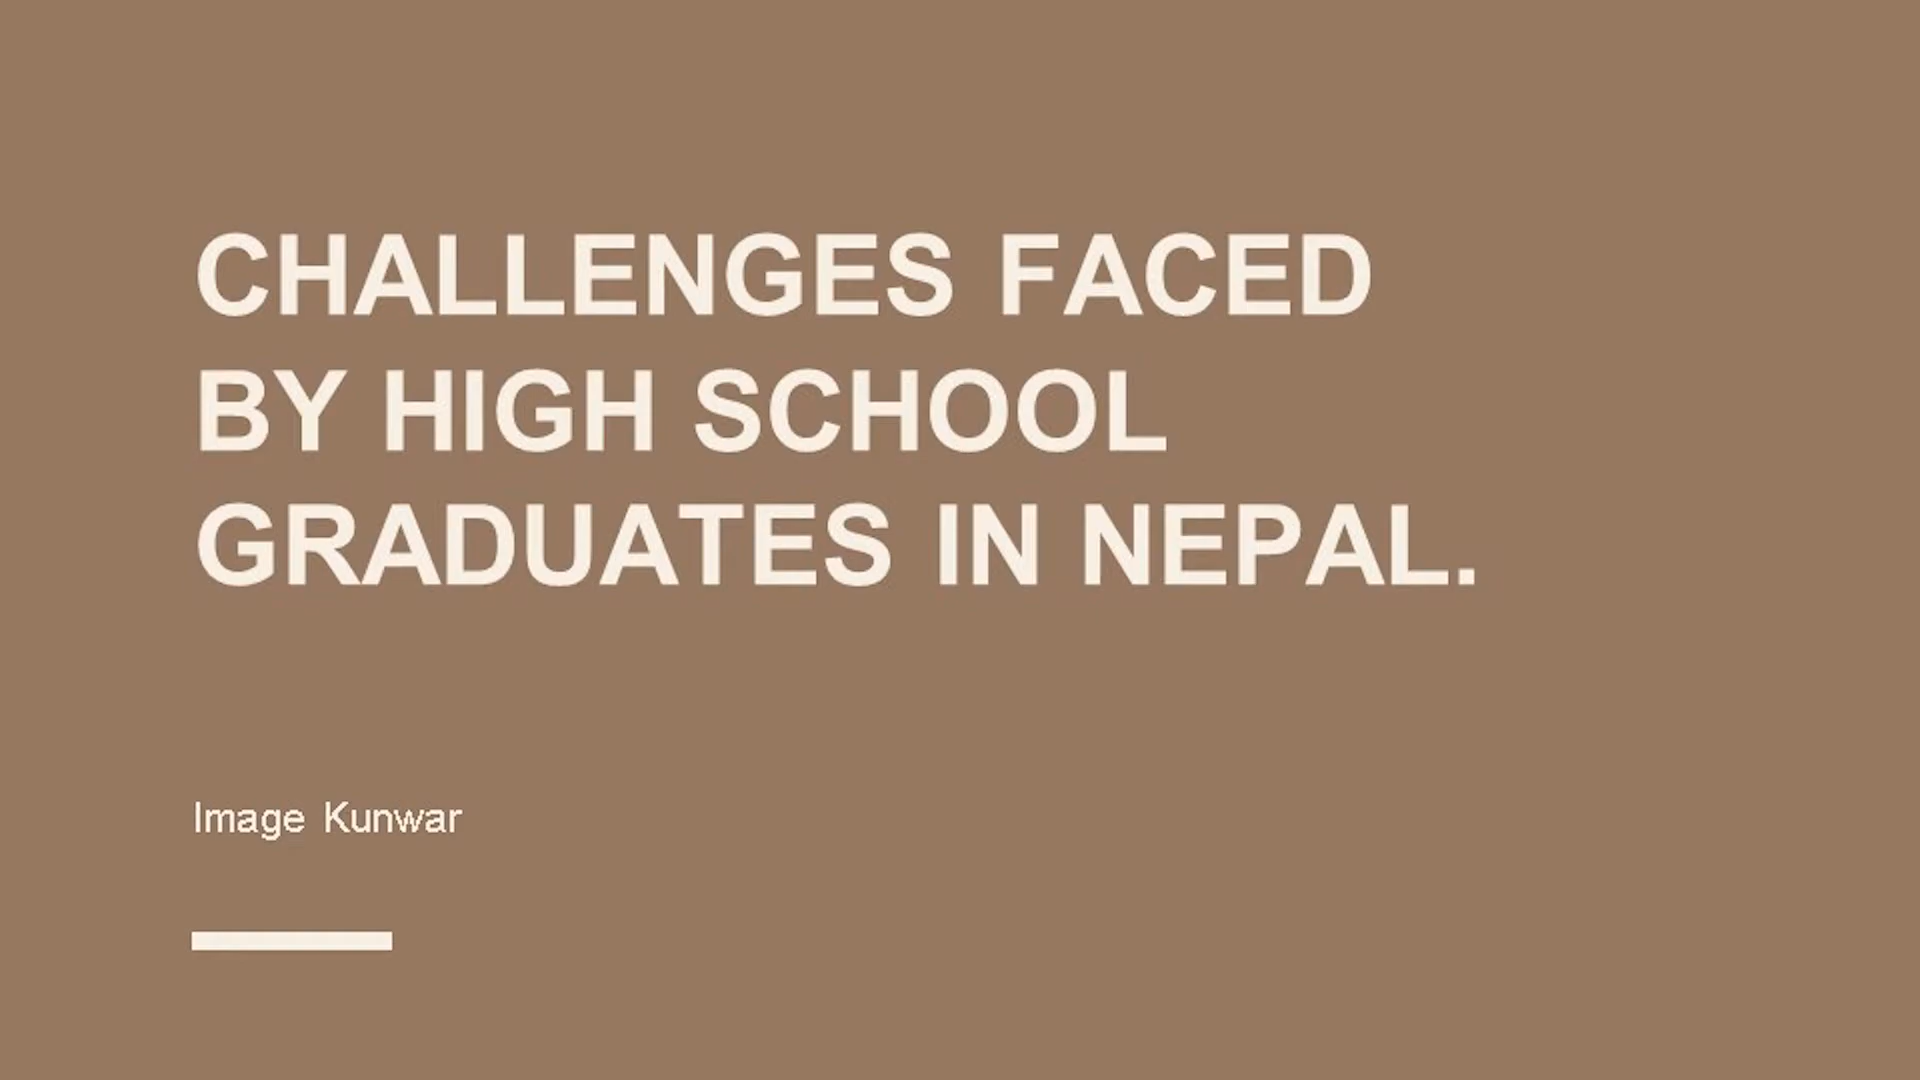 CHALLENGES FACED
BY HIGH SCHOOL
GRADUATES IN NEPAL.
Image Kunwar